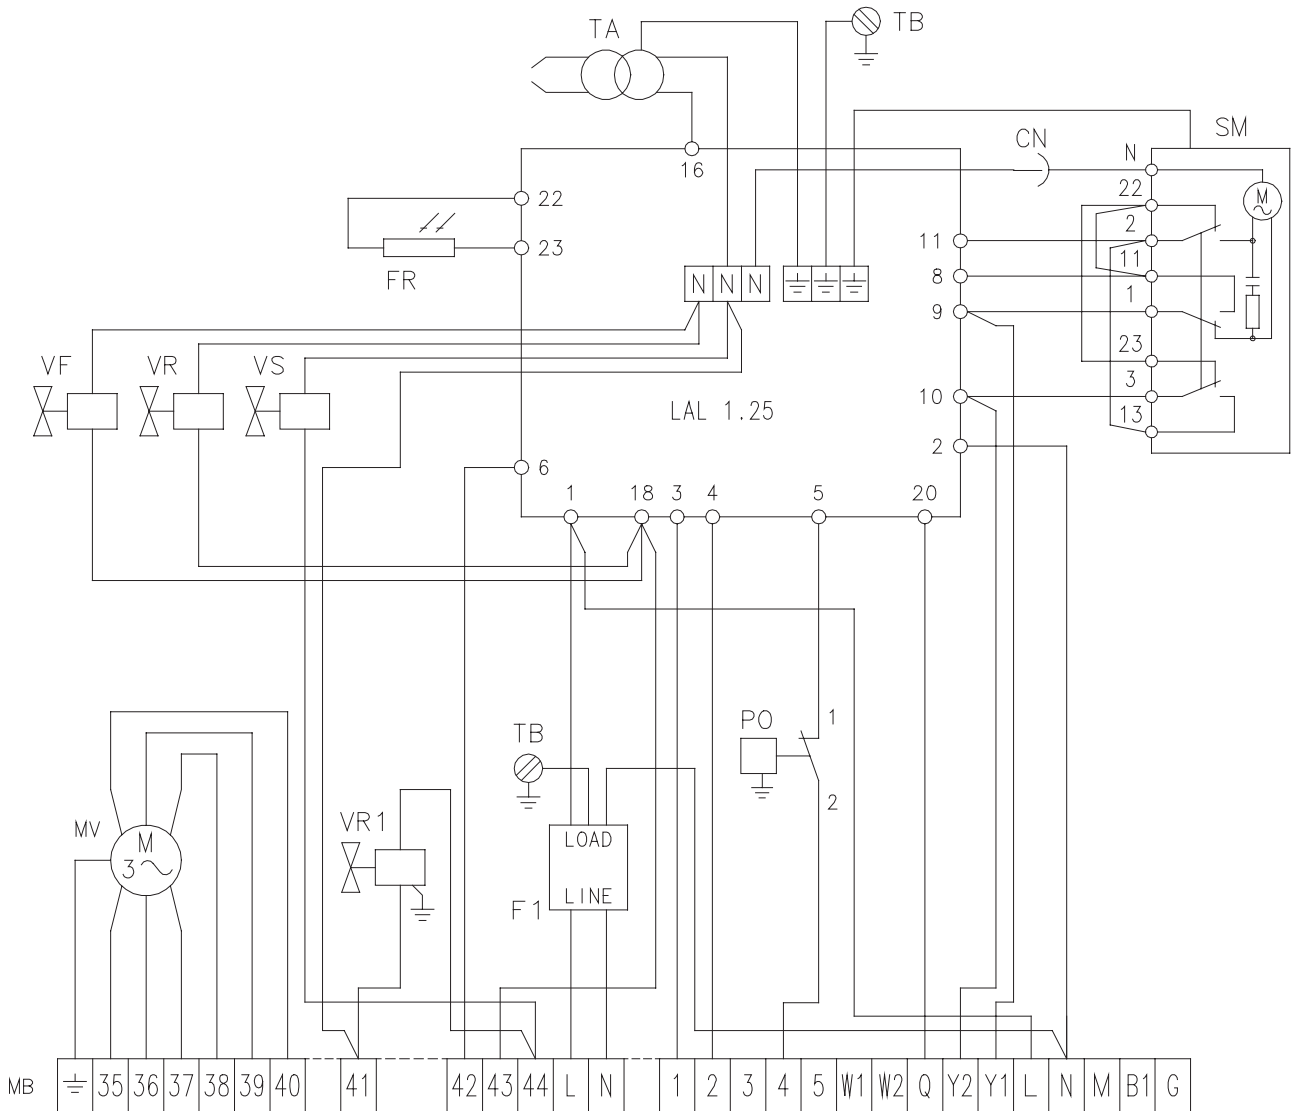 TA
TB
CN
SM
N
16
22
22
M
2
23
11
11
FR
N N N
8
1
9
VF VR VS
23
3
10
LAL 1.25
13
2
6
1 18 3 4 5 20
PO
1
TB
2
MV
M
3
VR1
LOAD
LINE
F1
MB 35 36 37 38 39 40 41 42 43 44 L N 1 2 3 4 5 W1 W2 Q Y2 Y1 L N M B1 G